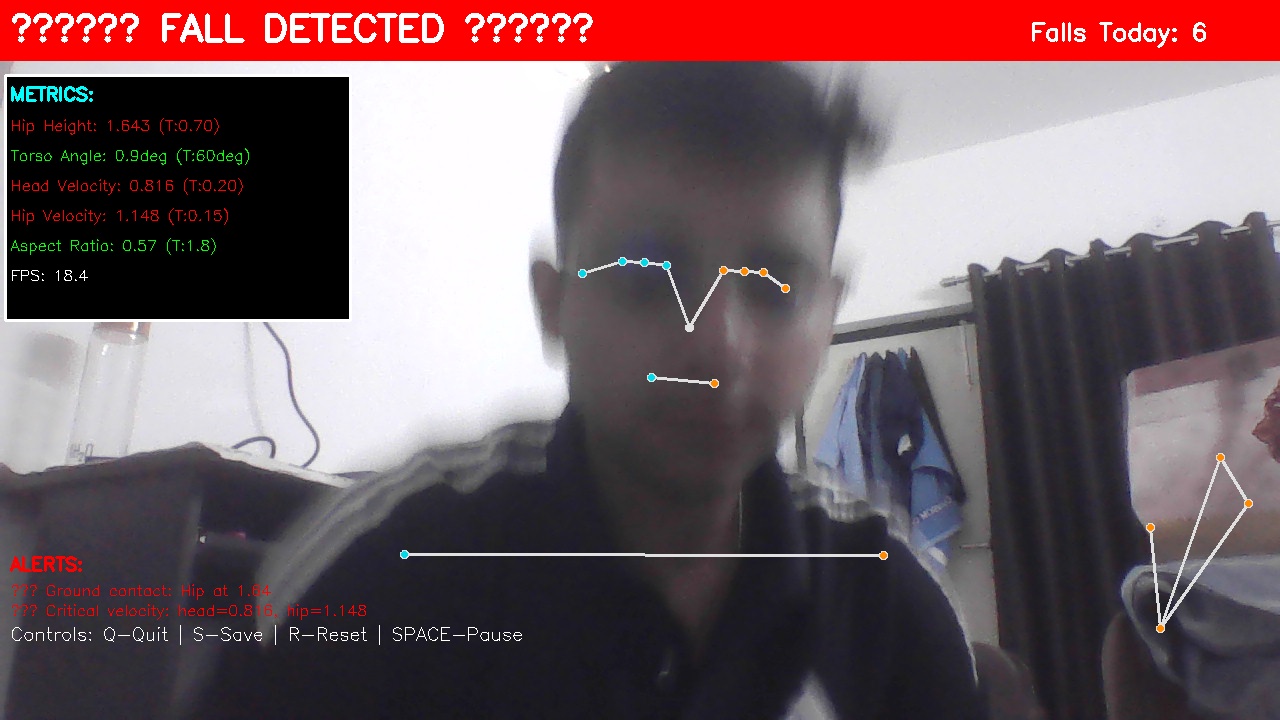 ?????? FALL DETECTED ??????
Falls Today: 6
METRICS:
Hip Height: 1.643 (T:0.70)
Torso Angle: 0.9deg (T:60deg)
Head Velocity: 0.816 (T:0.20)
Hip Velocity: 1.148 (T:0.15)
Aspect Ratio: 0.57 (T:1.8)
FPS: 18.4
ALERTS:
??? Ground contact: Hip at 1.64
??? Critical velocity: head=0.816, hip=1.148
Controls: Q-Quit | S-Save | R-Reset | SPACE-Pause